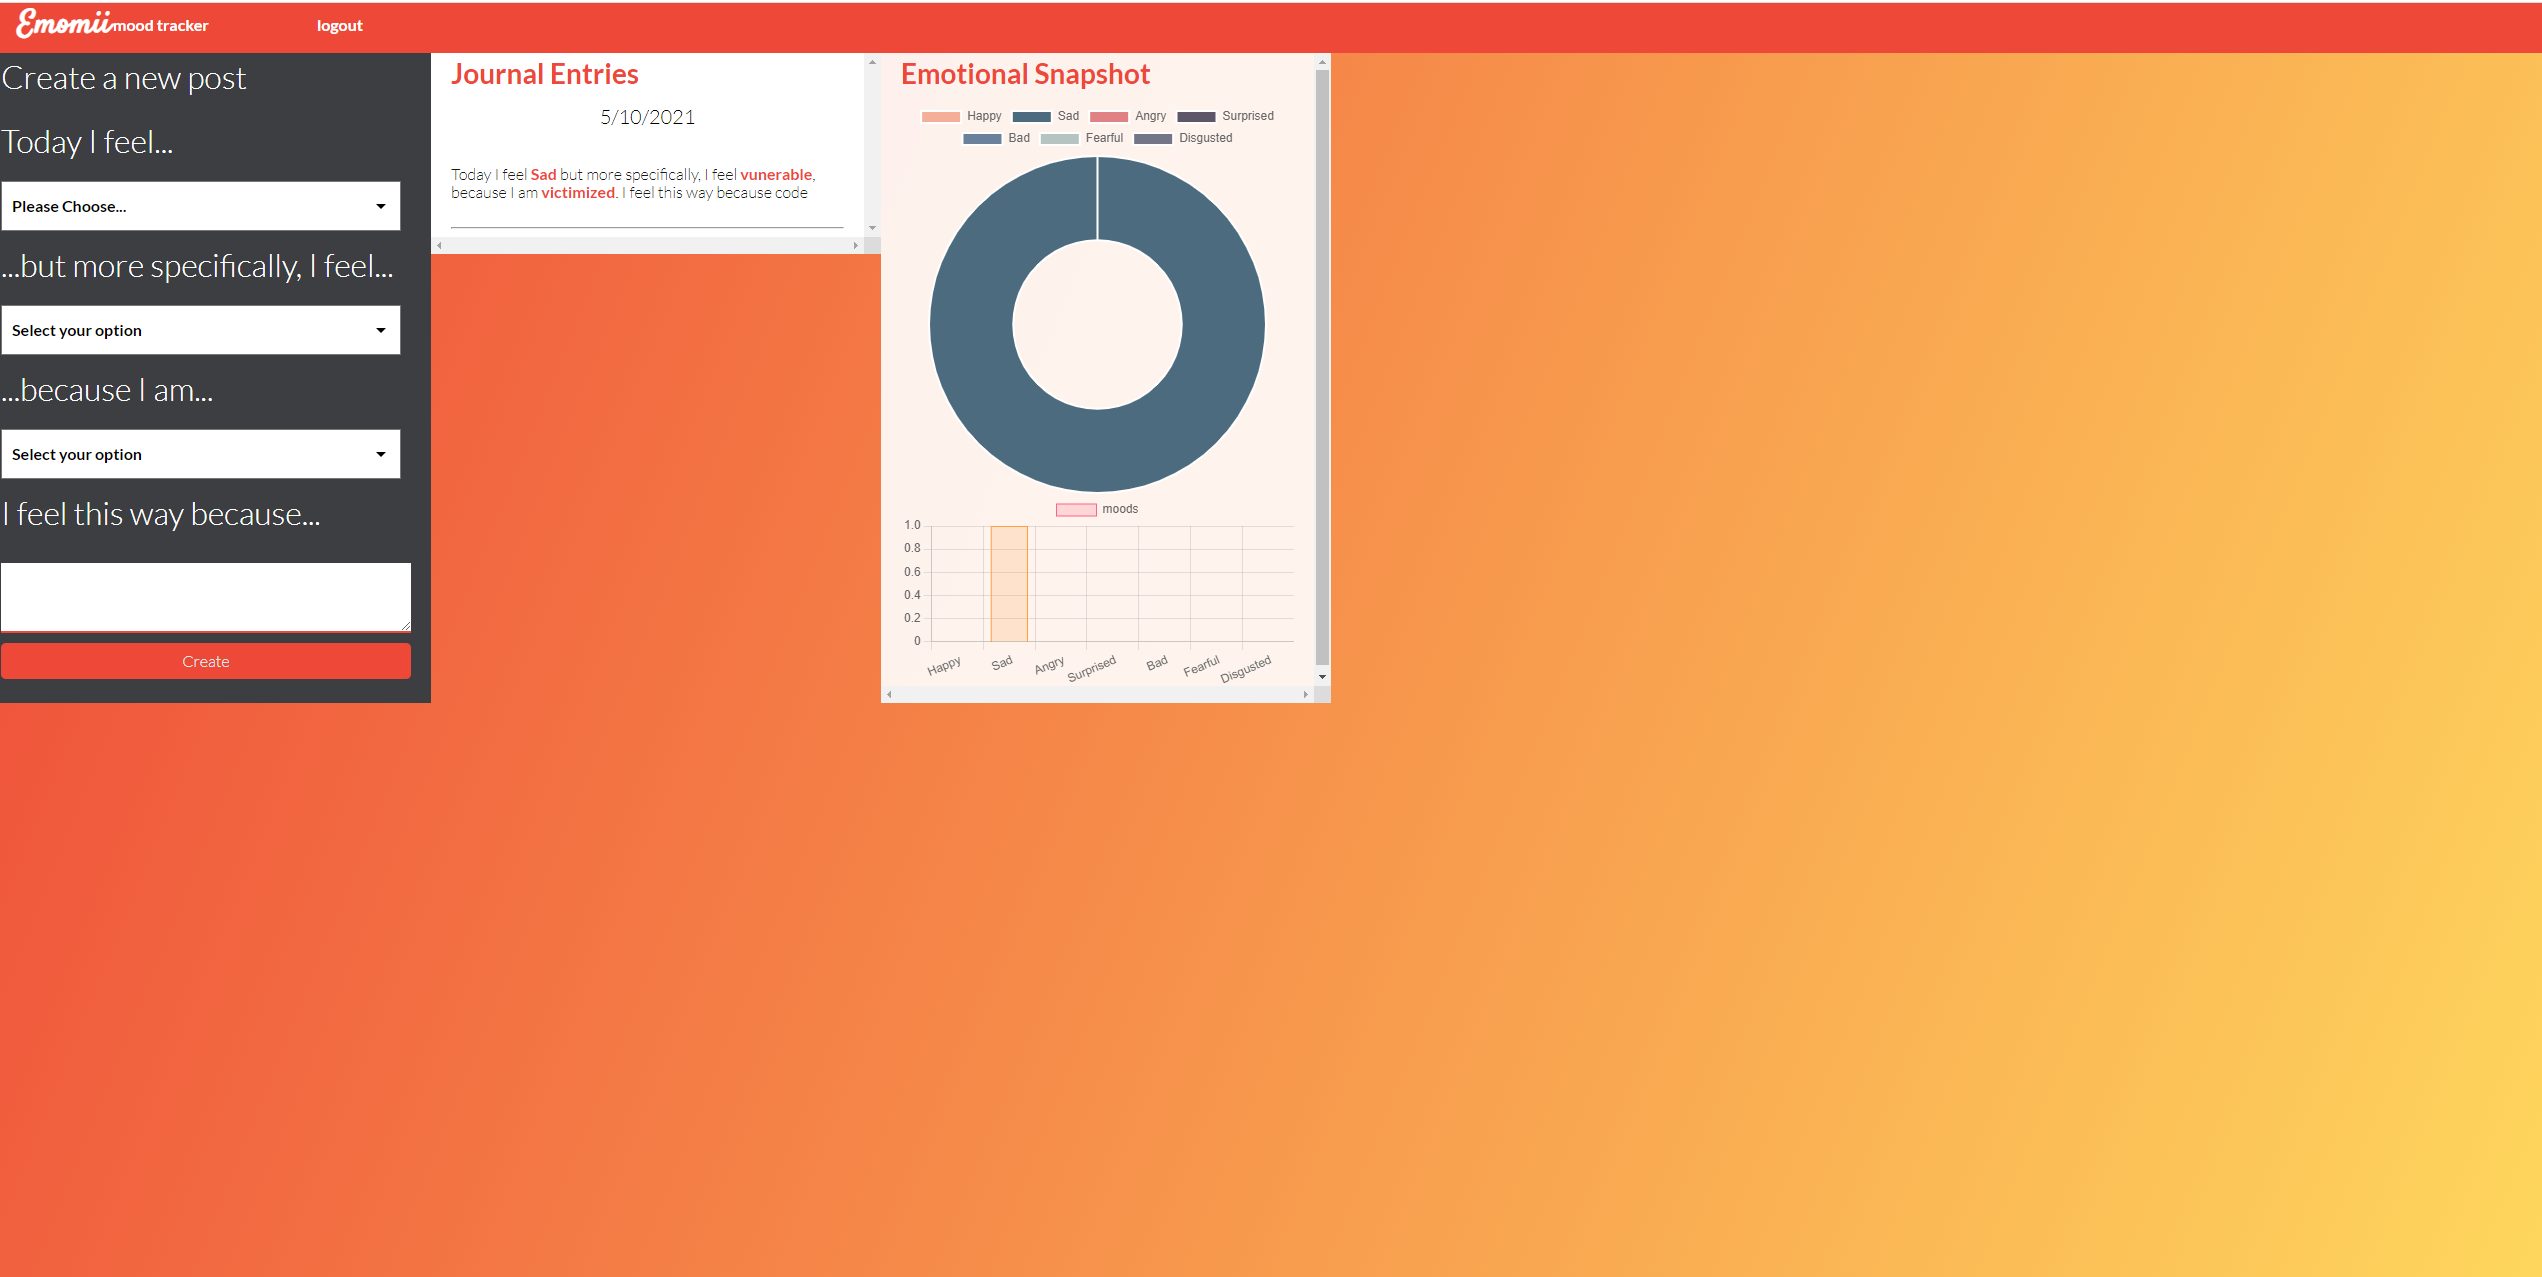 Emomii mood tracker logout
Create a new post
Today I feel...
Please Choose...
...but more specifically, I feel...
Select your option
...because I am...
Select your option
I feel this way because...
Create
Journal Entries
5/10/2021
Today I feel Sad but more specifically, I feel vunerable,
because I am victimized. I feel this way because code
Emotional Snapshot
Happy Sad Angry Surprised
Bad Fearful Disgusted
moods
1.0
0.8
0.6
0.4
0.2
0
Happy Sad Angry Surprised Bad Fearful Disgusted